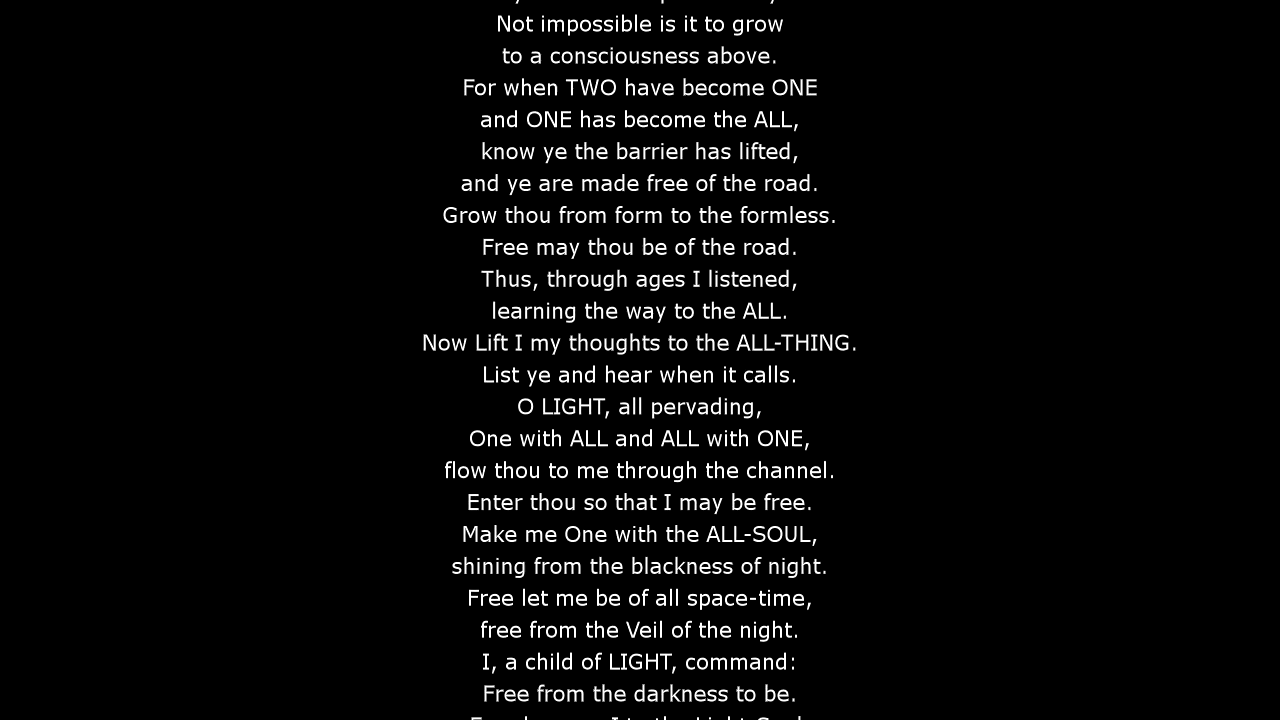 Not impossible is it to grow
to a consciousness above.
For when TWO have become ONE
and ONE has become the ALL,
know ye the barrier has lifted,
and ye are made free of the road.
Grow thou from form to the formless.
Free may thou be of the road.
Thus, through ages I listened,
learning the way to the ALL.
Now Lift I my thoughts to the ALL-THING.
List ye and hear when it calls.
O LIGHT, all pervading,
One with ALL and ALL with ONE,
flow thou to me through the channel.
Enter thou so that I may be free.
Make me One with the ALL-SOUL,
shining from the blackness of night.
Free let me be of all space-time,
free from the Veil of the night.
I, a child of LIGHT, command:
Free from the darkness to be.